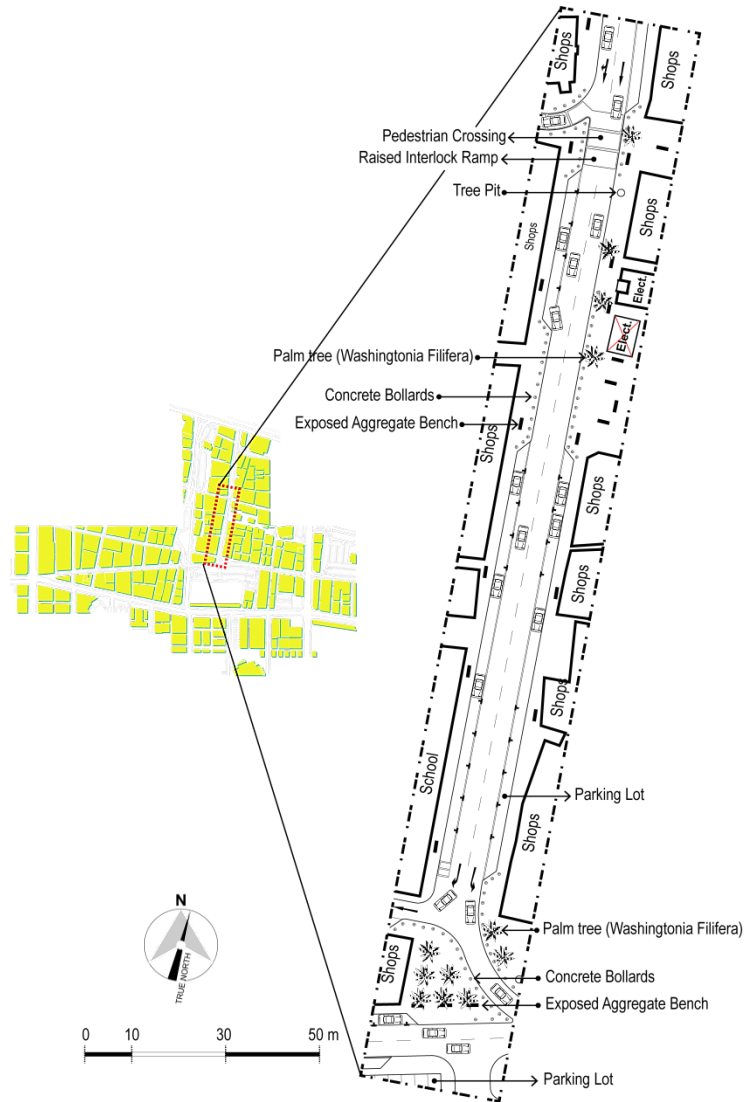 Shops
Shops
Pedestrian Crossing
Raised Interlock Ramp
Tree Pit
Shops
Shops
Elect.
Elect.
Palm tree (Washingtonia Filifera)
Concrete Bollards
Exposed Aggregate Bench
Shops
Shops
Shops
Shops
School
Parking Lot
Shops
Palm tree (Washingtonia Filifera)
Shops
Concrete Bollards
Exposed Aggregate Bench
Parking Lot
N
TRUE NORTH
0 10 30 50 m